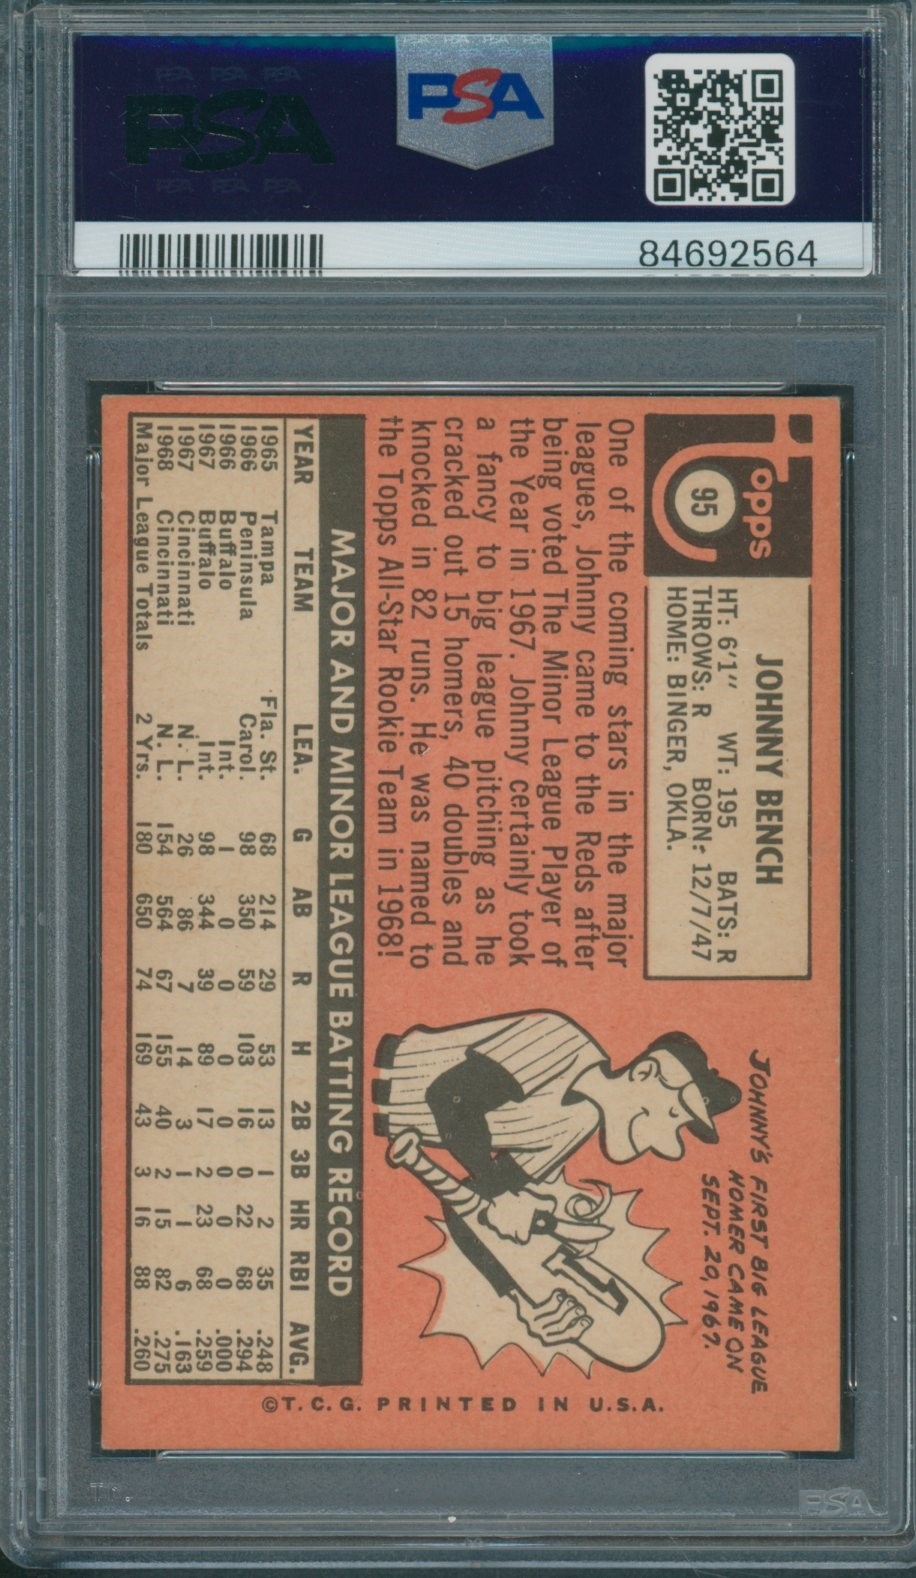 PSA PSA PSA
PSA
PSA PSA PSA
PSA
84692564
Topps
95
JOHNNY BENCH
HT: 6'1" WT: 195 BATS: R
THROWS: R BORN: 12/7/47
HOME: BINGER, OKLA.
One of the coming stars in the major
leagues, Johnny came to the Reds after
being voted The Minor League Player of
the Year in 1967. Johnny certainly took
a fancy to big league pitching as he
cracked out 15 homers, 40 doubles and
knocked in 82 runs. He was named to
the Topps All-Star Rookie Team in 1968!
JOHNNY'S FIRST BIG LEAGUE
HOMER CAME ON
SEPT. 20, 1967.
MAJOR AND MINOR LEAGUE BATTING RECORD
YEAR TEAM LEA. G AB R H 2B 3B HR RBI AVG.
1965 Tampa Fla. St. 68 214 29 53 13 1 2 35 .248
1966 Peninsula Carol. 98 350 59 103 16 0 22 68 .294
1966 Buffalo Int. 1 0 0 0 0 0 0 0 .000
1967 Buffalo Int. 98 344 39 89 17 2 23 68 .259
1967 Cincinnati N. L. 26 86 7 14 3 1 1 6 .163
1968 Cincinnati N. L. 154 564 67 155 40 2 15 82 .275
Major League Totals 2 Yrs. 180 650 74 169 43 3 16 88 .260
©T.C.G. PRINTED IN U.S.A.
PSA